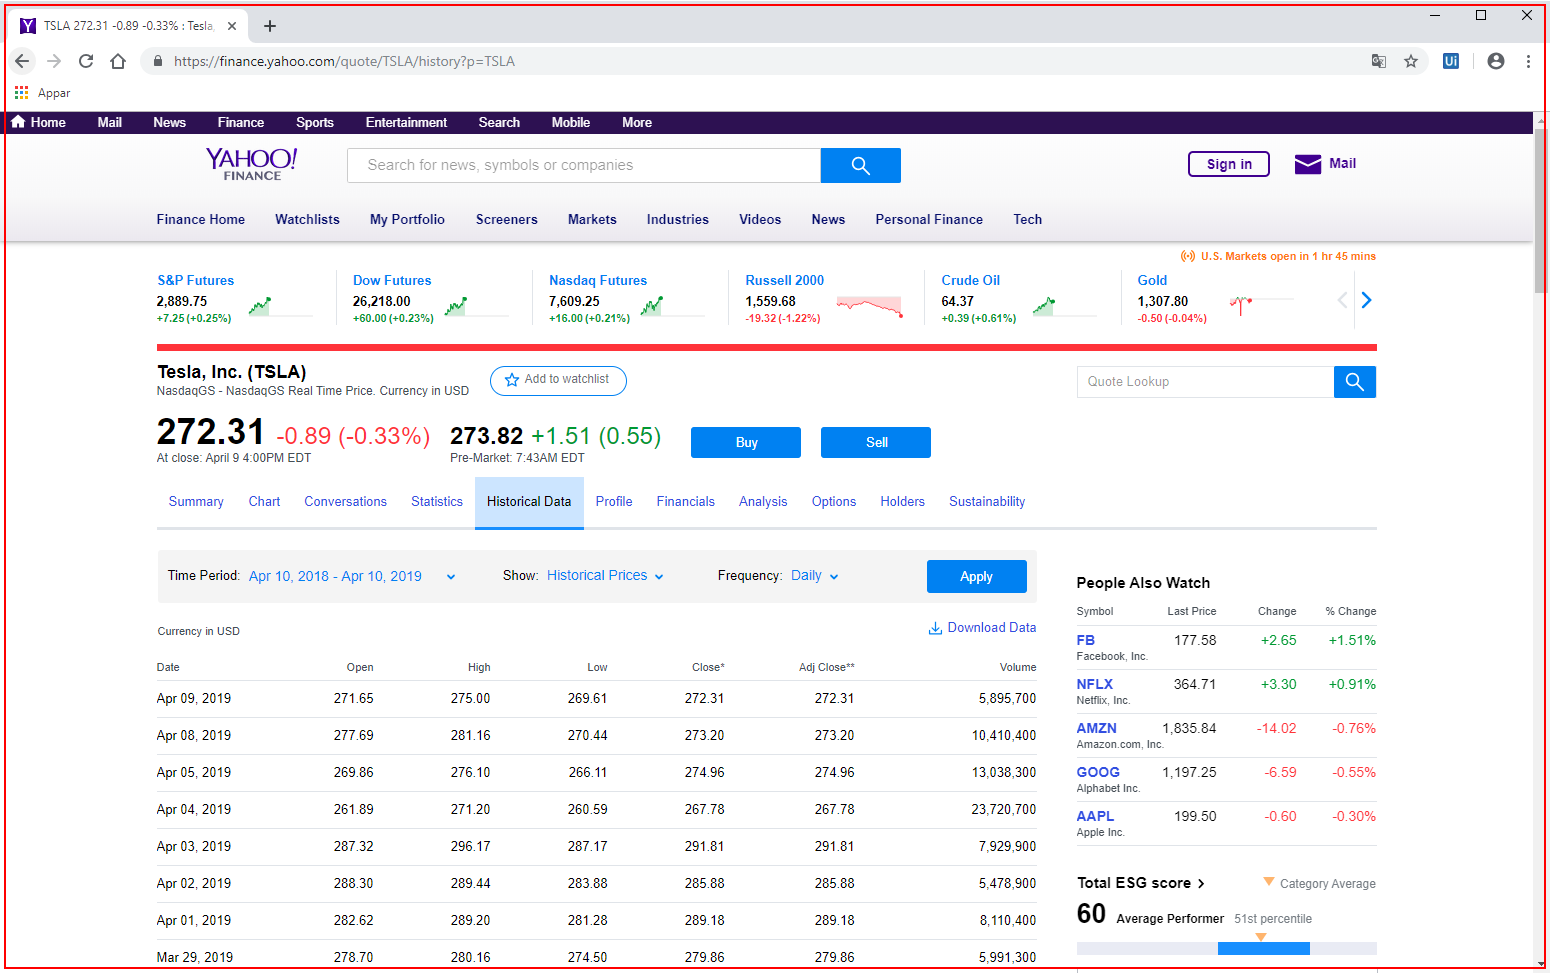 TSLA 272.31 -0.89 -0.33% : Tesla,
https://finance.yahoo.com/quote/TSLA/history?p=TSLA
Ui
Appar
Home Mail News Finance Sports Entertainment Search Mobile More
YAHOO!
FINANCE
Search for news, symbols or companies
Sign in
Mail
Finance Home Watchlists My Portfolio Screeners Markets Industries Videos News Personal Finance Tech
U.S. Markets open in 1 hr 45 mins
S&P Futures Dow Futures Nasdaq Futures Russell 2000 Crude Oil Gold
2,889.75 26,218.00 7,609.25 1,559.68 64.37 1,307.80
+7.25 (+0.25%) +60.00 (+0.23%) +16.00 (+0.21%) -19.32 (-1.22%) +0.39 (+0.61%) -0.50 (-0.04%)
Tesla, Inc. (TSLA)
NasdaqGS - NasdaqGS Real Time Price. Currency in USD
Add to watchlist
Quote Lookup
272.31 -0.89 (-0.33%) 273.82 +1.51 (0.55)
At close: April 9 4:00PM EDT Pre-Market: 7:43AM EDT
Buy Sell
Summary Chart Conversations Statistics Historical Data Profile Financials Analysis Options Holders Sustainability
Time Period: Apr 10, 2018 - Apr 10, 2019 Show: Historical Prices Frequency: Daily Apply
Currency in USD Download Data
Date Open High Low Close* Adj Close** Volume
Apr 09, 2019 271.65 275.00 269.61 272.31 272.31 5,895,700
Apr 08, 2019 277.69 281.16 270.44 273.20 273.20 10,410,400
Apr 05, 2019 269.86 276.10 266.11 274.96 274.96 13,038,300
Apr 04, 2019 261.89 271.20 260.59 267.78 267.78 23,720,700
Apr 03, 2019 287.32 296.17 287.17 291.81 291.81 7,929,900
Apr 02, 2019 288.30 289.44 283.88 285.88 285.88 5,478,900
Apr 01, 2019 282.62 289.20 281.28 289.18 289.18 8,110,400
Mar 29, 2019 278.70 280.16 274.50 279.86 279.86 5,991,300
People Also Watch
Symbol Last Price Change % Change
FB 177.58 +2.65 +1.51%
Facebook, Inc.
NFLX 364.71 +3.30 +0.91%
Netflix, Inc.
AMZN 1,835.84 -14.02 -0.76%
Amazon.com, Inc.
GOOG 1,197.25 -6.59 -0.55%
Alphabet Inc.
AAPL 199.50 -0.60 -0.30%
Apple Inc.
Total ESG score Category Average
60 Average Performer 51st percentile